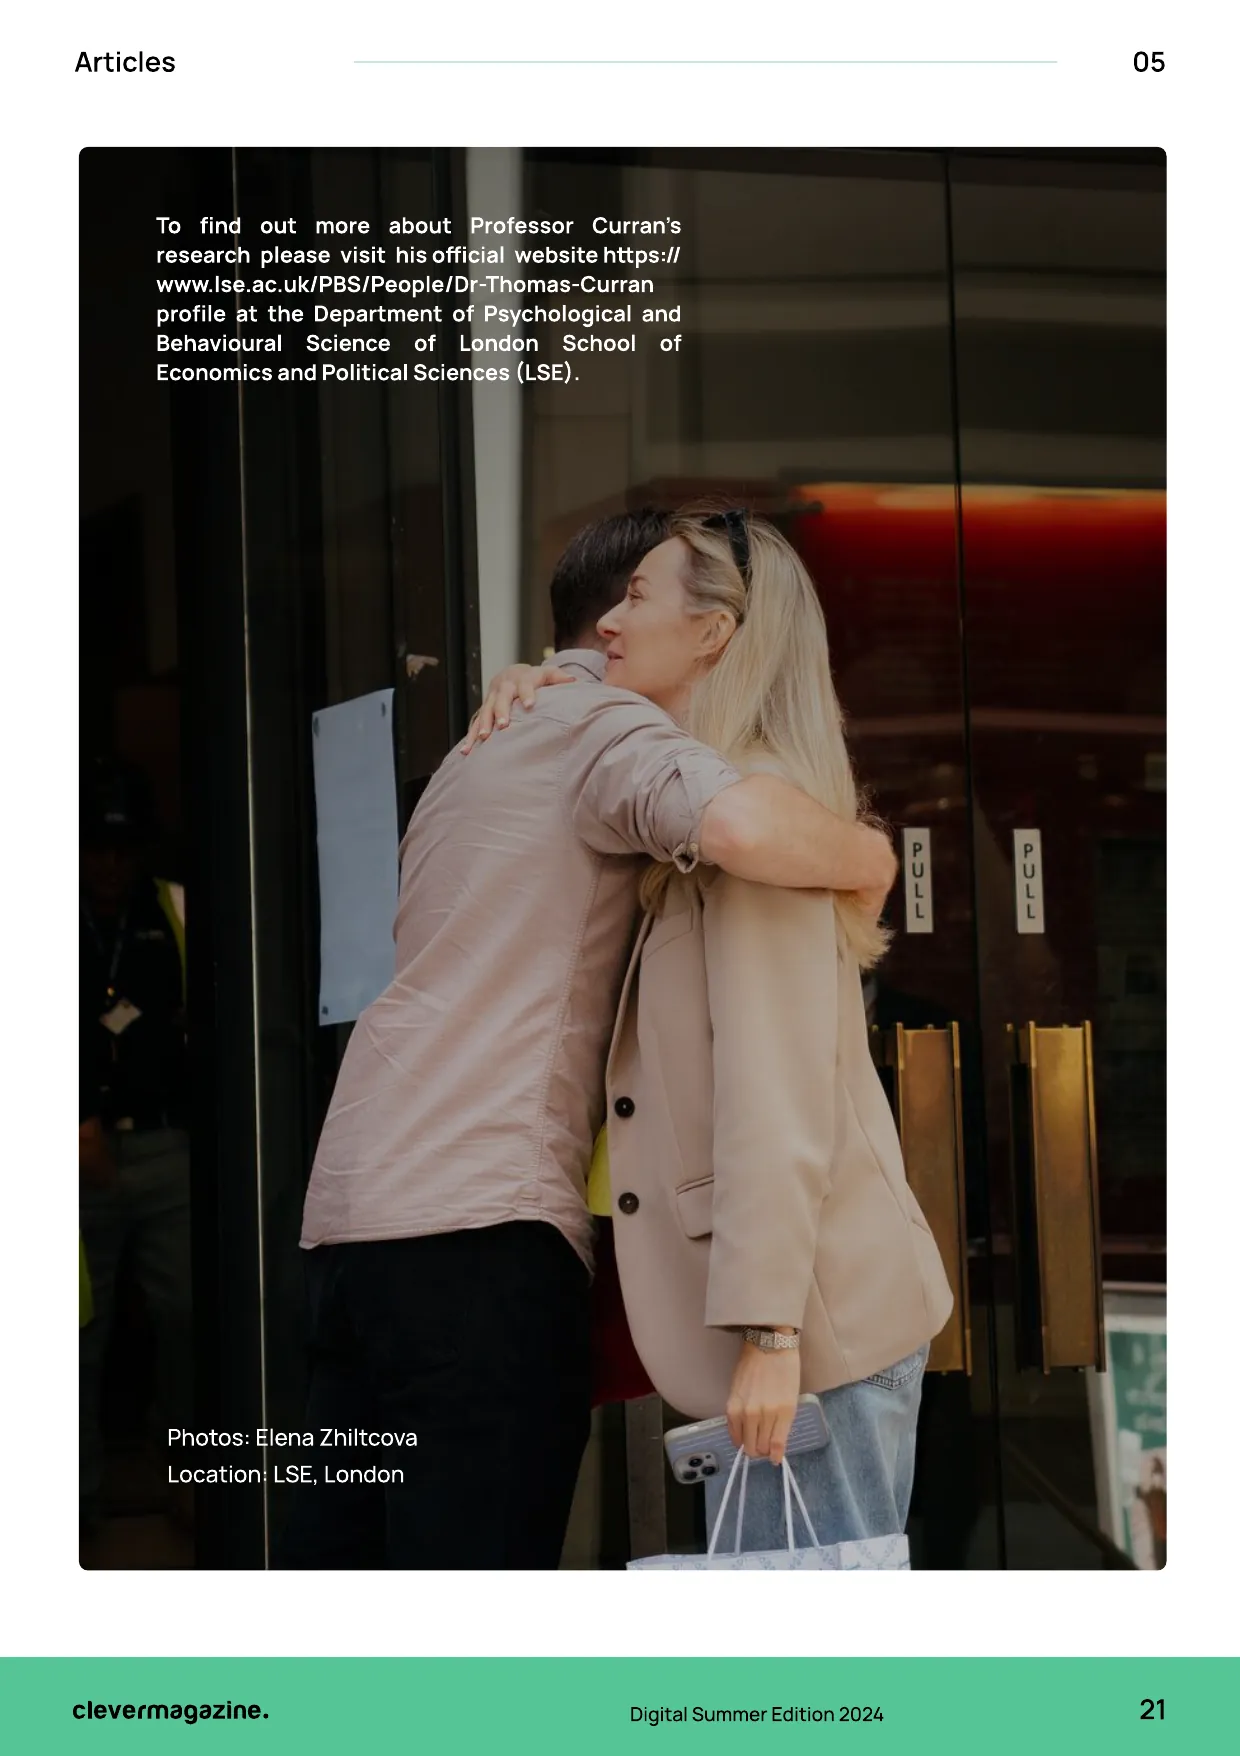 Articles
05
To find out more about Professor Curran's
research please visit his official website https://
www.lse.ac.uk/PBS/People/Dr-Thomas-Curran
profile at the Department of Psychological and
Behavioural Science of London School of
Economics and Political Sciences (LSE).
PULL
PULL
Photos: Elena Zhiltcova
Location: LSE, London
clevermagazine.
Digital Summer Edition 2024
21